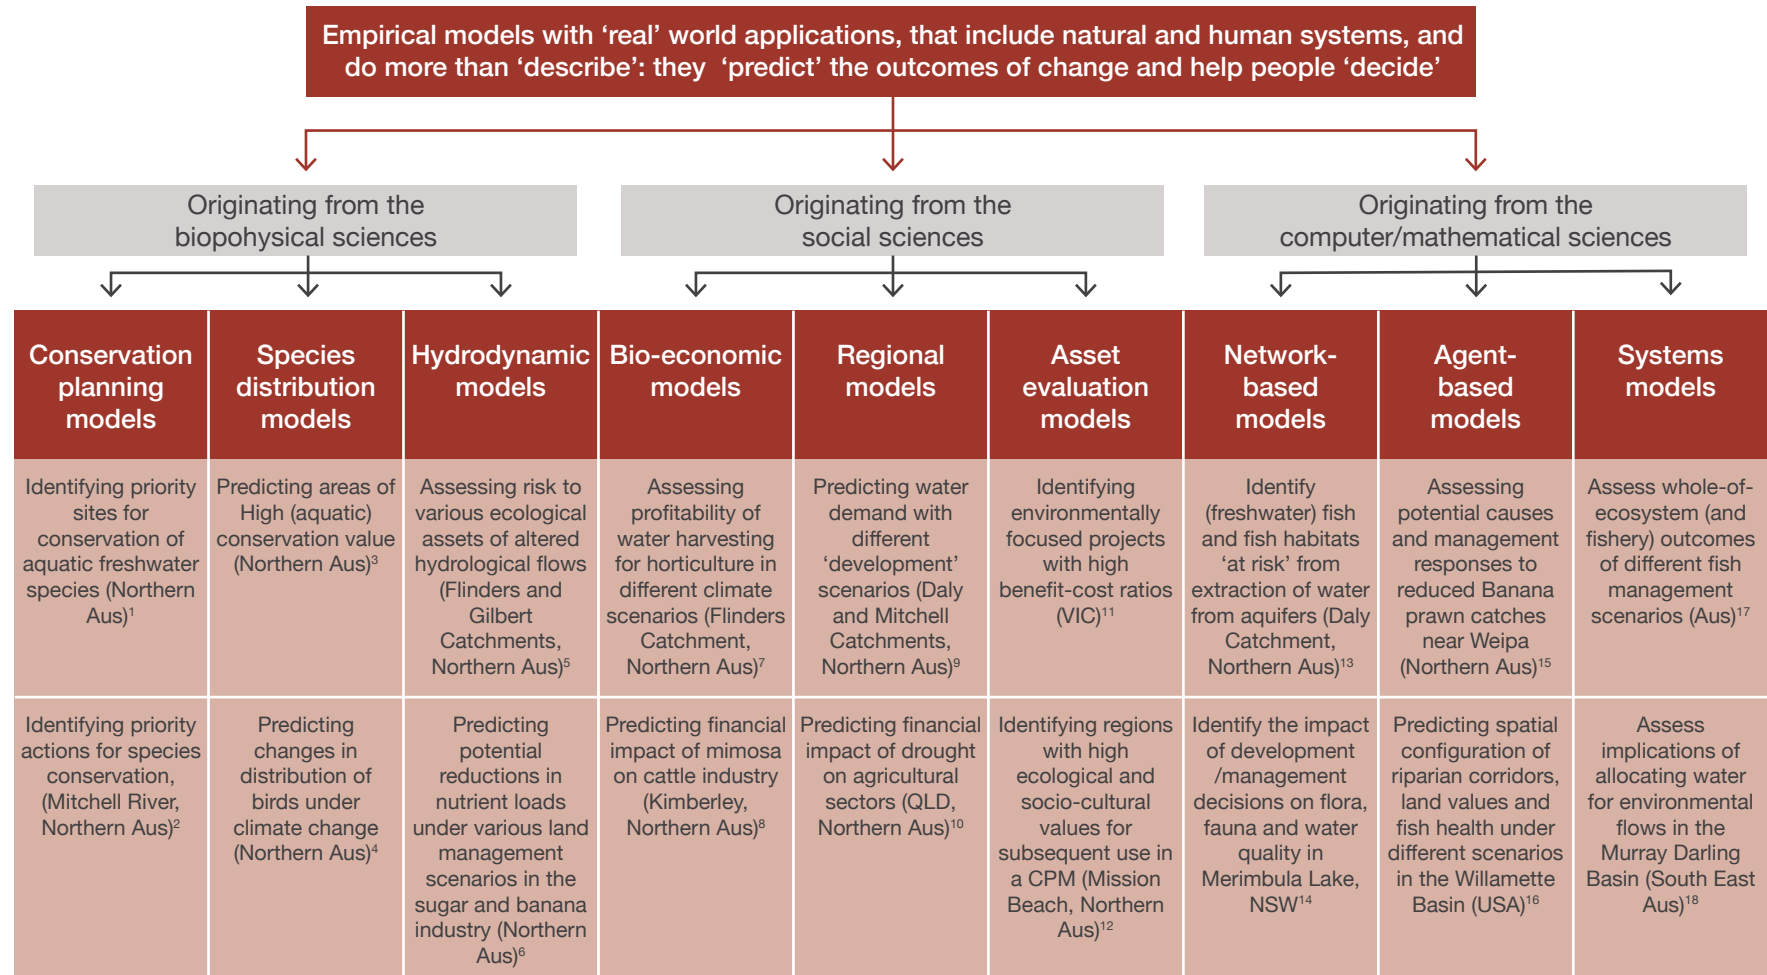 Empirical models with ‘real’ world applications, that include natural and human systems, and
do more than ‘describe’: they ‘predict’ the outcomes of change and help people ‘decide’
Originating from the
biopohysical sciences
Originating from the
social sciences
Originating from the
computer/mathematical sciences
Conservation
planning
models
Species
distribution
models
Hydrodynamic
models
Bio-economic
models
Regional
models
Asset
evaluation
models
Network-
based
models
Agent-
based
models
Systems
models
Identifying priority
sites for
conservation of
aquatic freshwater
species (Northern
Aus)¹
Predicting areas of
High (aquatic)
conservation value
(Northern Aus)³
Assessing risk to
various ecological
assets of altered
hydrological flows
(Flinders and
Gilbert
Catchments,
Northern Aus)⁵
Assessing
profitability of
water harvesting
for horticulture in
different climate
scenarios (Flinders
Catchment,
Northern Aus)⁷
Predicting water
demand with
different
‘development’
scenarios (Daly
and Mitchell
Catchments,
Northern Aus)⁹
Identifying
environmentally
focused projects
with high
benefit-cost ratios
(VIC)¹¹
Identify
(freshwater) fish
and fish habitats
‘at risk’ from
extraction of water
from aquifers (Daly
Catchment,
Northern Aus)¹³
Assessing
potential causes
and management
responses to
reduced Banana
prawn catches
near Weipa
(Northern Aus)¹⁵
Assess whole-of-
ecosystem (and
fishery) outcomes
of different fish
management
scenarios (Aus)¹⁷
Identifying priority
actions for species
conservation,
(Mitchell River,
Northern Aus)²
Predicting
changes in
distribution of
birds under
climate change
(Northern Aus)⁴
Predicting
potential
reductions in
nutrient loads
under various land
management
scenarios in the
sugar and banana
industry (Northern
Aus)⁶
Predicting financial
impact of mimosa
on cattle industry
(Kimberley,
Northern Aus)⁸
Predicting financial
impact of drought
on agricultural
sectors (QLD,
Northern Aus)¹⁰
Identifying regions
with high
ecological and
socio-cultural
values for
subsequent use in
a CPM (Mission
Beach, Northern
Aus)¹²
Identify the impact
of development
/management
decisions on flora,
fauna and water
quality in
Merimbula Lake,
NSW¹⁴
Predicting spatial
configuration of
riparian corridors,
land values and
fish health under
different scenarios
in the Willamette
Basin (USA)¹⁶
Assess
implications of
allocating water
for environmental
flows in the
Murray Darling
Basin (South East
Aus)¹⁸